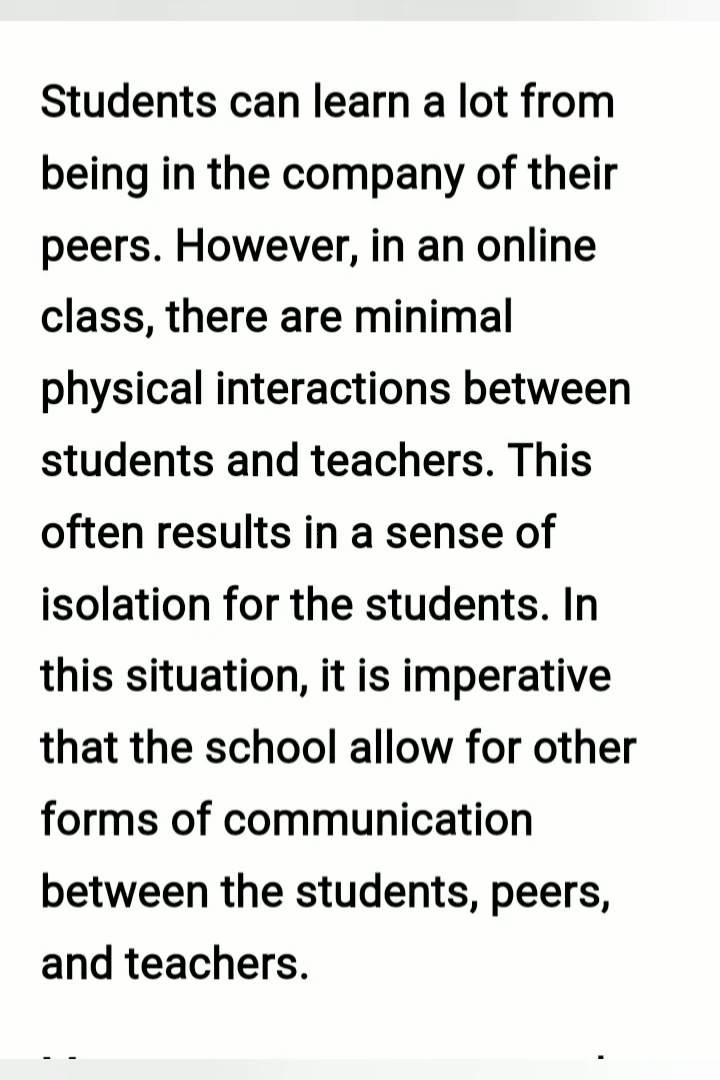 Students can learn a lot from
being in the company of their
peers. However, in an online
class, there are minimal
physical interactions between
students and teachers. This
often results in a sense of
isolation for the students. In
this situation, it is imperative
that the school allow for other
forms of communication
between the students, peers,
and teachers.